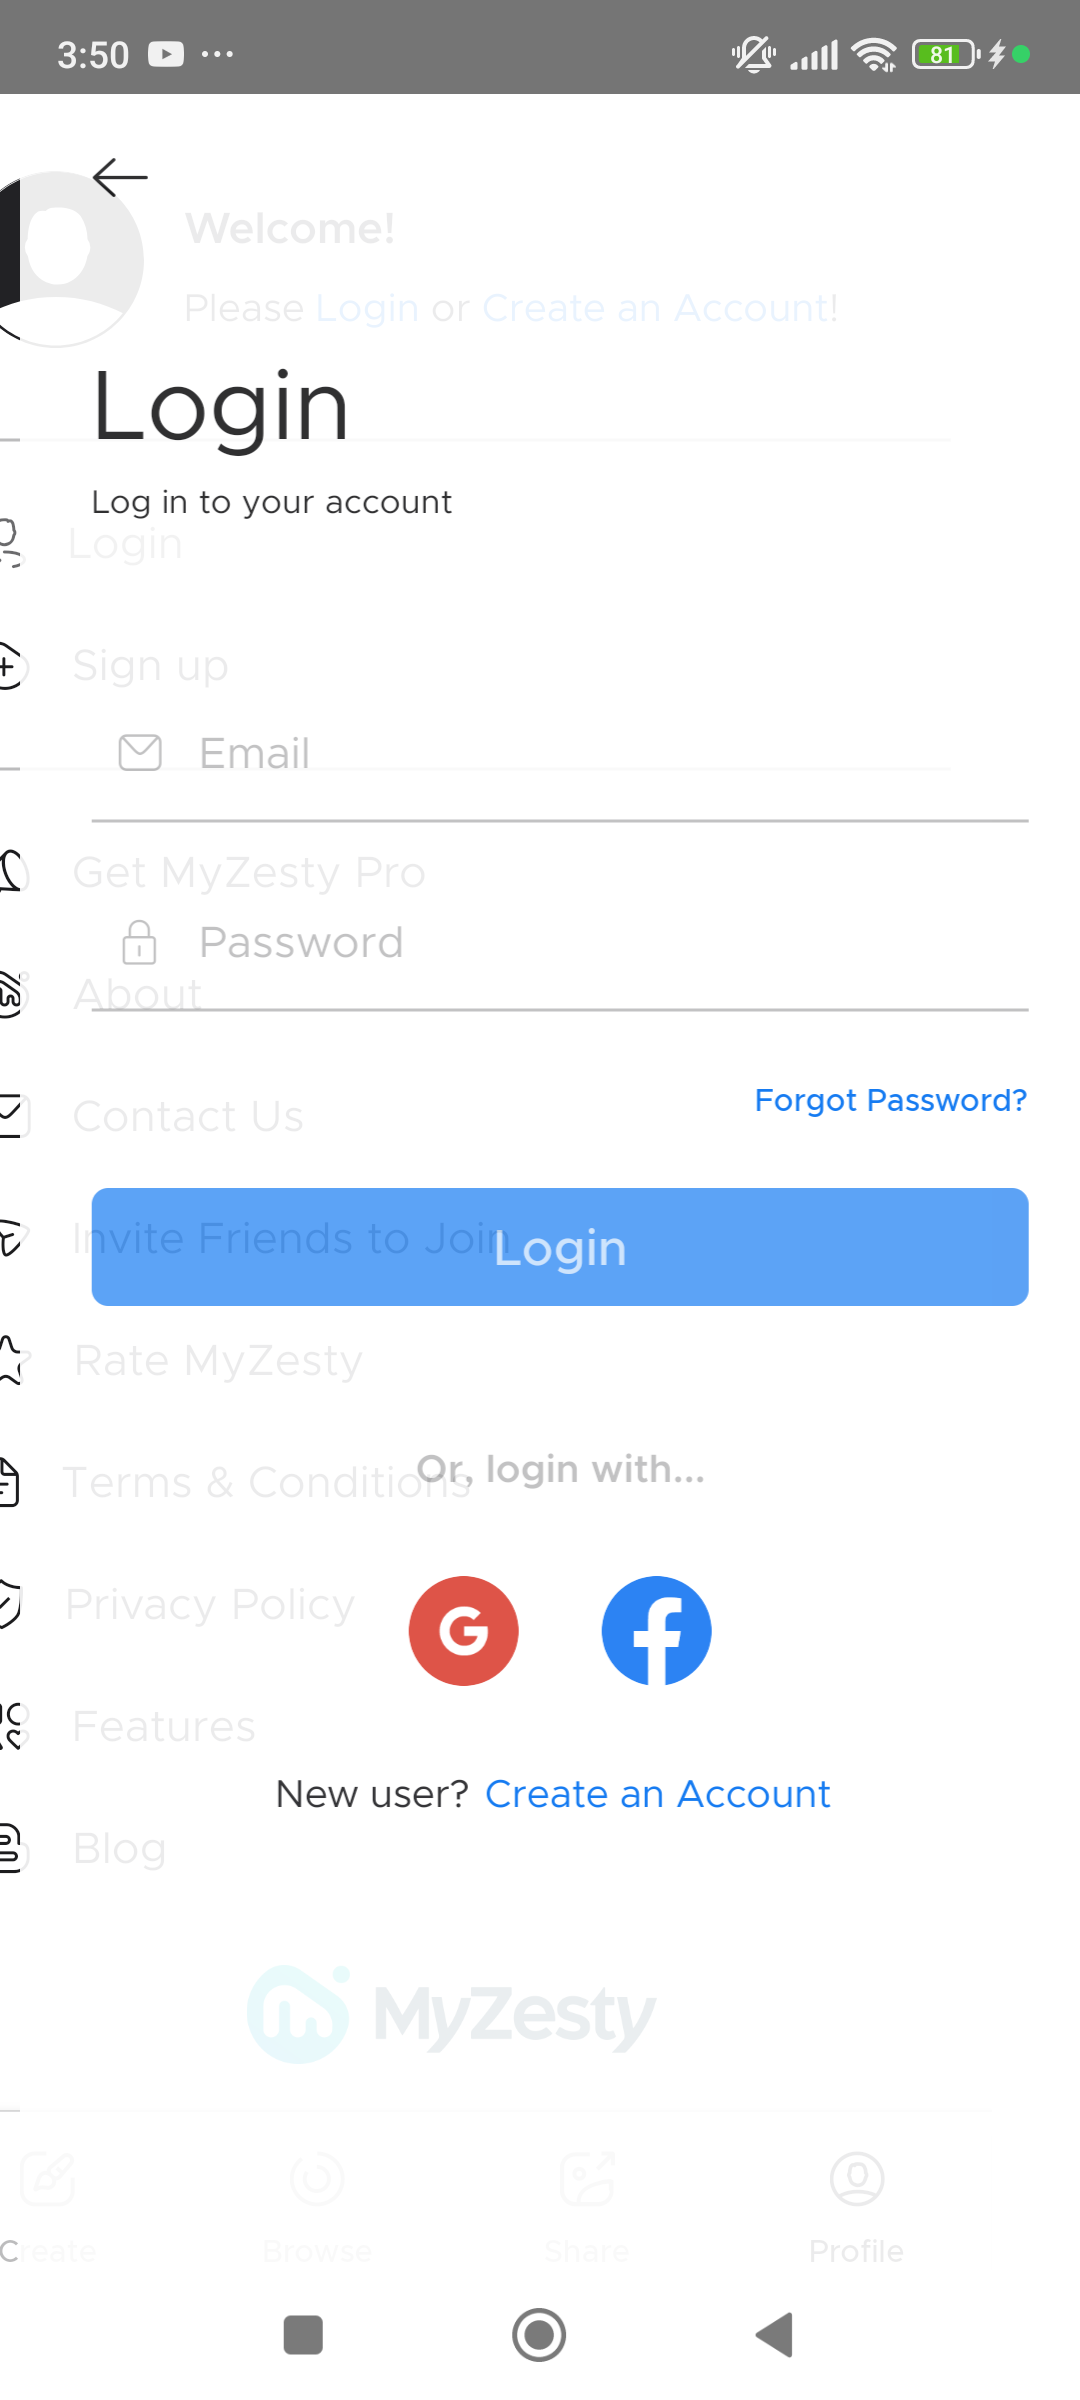 3:50
81
Welcome!
Please Login or Create an Account!
Login
Log in to your account
Login
Sign up
Email
Get MyZesty Pro
Password
About
Forgot Password?
Contact Us
Invite Friends to Join
Login
Rate MyZesty
Or, login with...
Terms & Conditions
Privacy Policy
Features
New user? Create an Account
Blog
MyZesty
Create Browse Share Profile